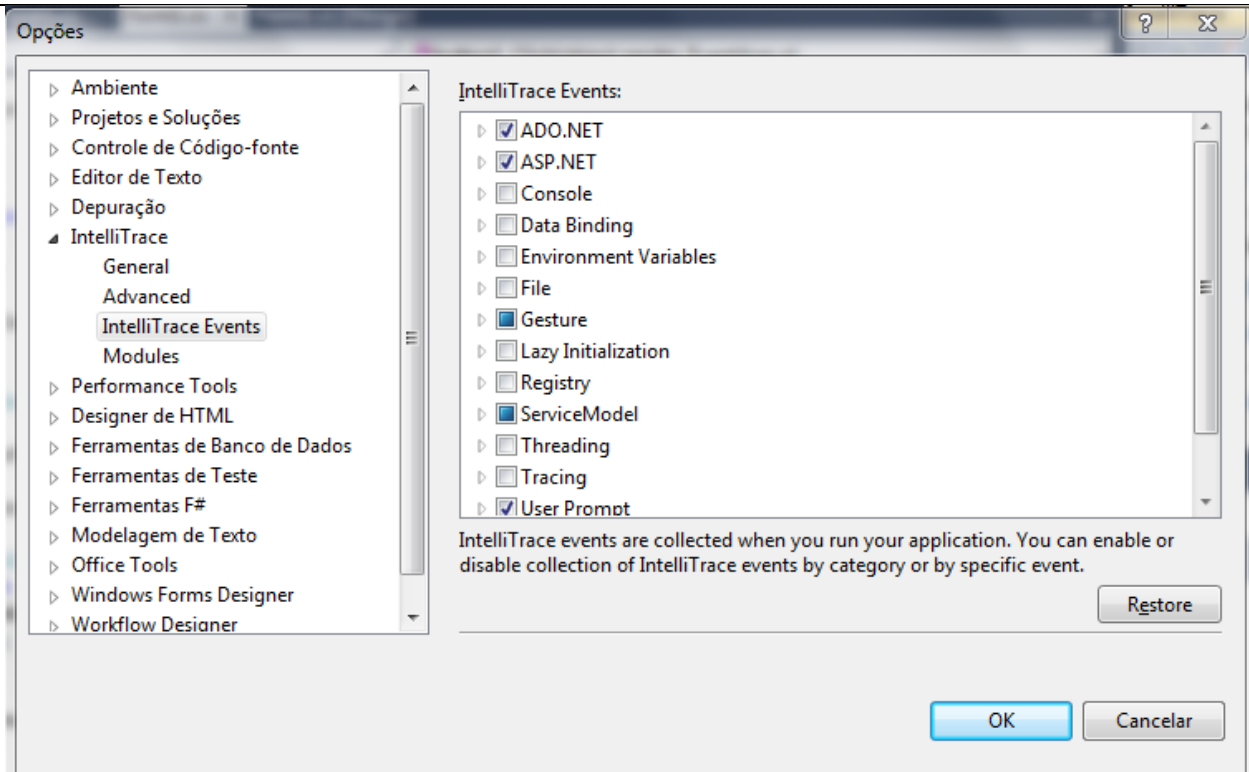 Opções
Ambiente
Projetos e Soluções
Controle de Código-fonte
Editor de Texto
Depuração
IntelliTrace
General
Advanced
IntelliTrace Events
Modules
Performance Tools
Designer de HTML
Ferramentas de Banco de Dados
Ferramentas de Teste
Ferramentas F#
Modelagem de Texto
Office Tools
Windows Forms Designer
Workflow Designer
IntelliTrace Events:
ADO.NET
ASP.NET
Console
Data Binding
Environment Variables
File
Gesture
Lazy Initialization
Registry
ServiceModel
Threading
Tracing
User Prompt
IntelliTrace events are collected when you run your application. You can enable or
disable collection of IntelliTrace events by category or by specific event.
Restore
OK
Cancelar